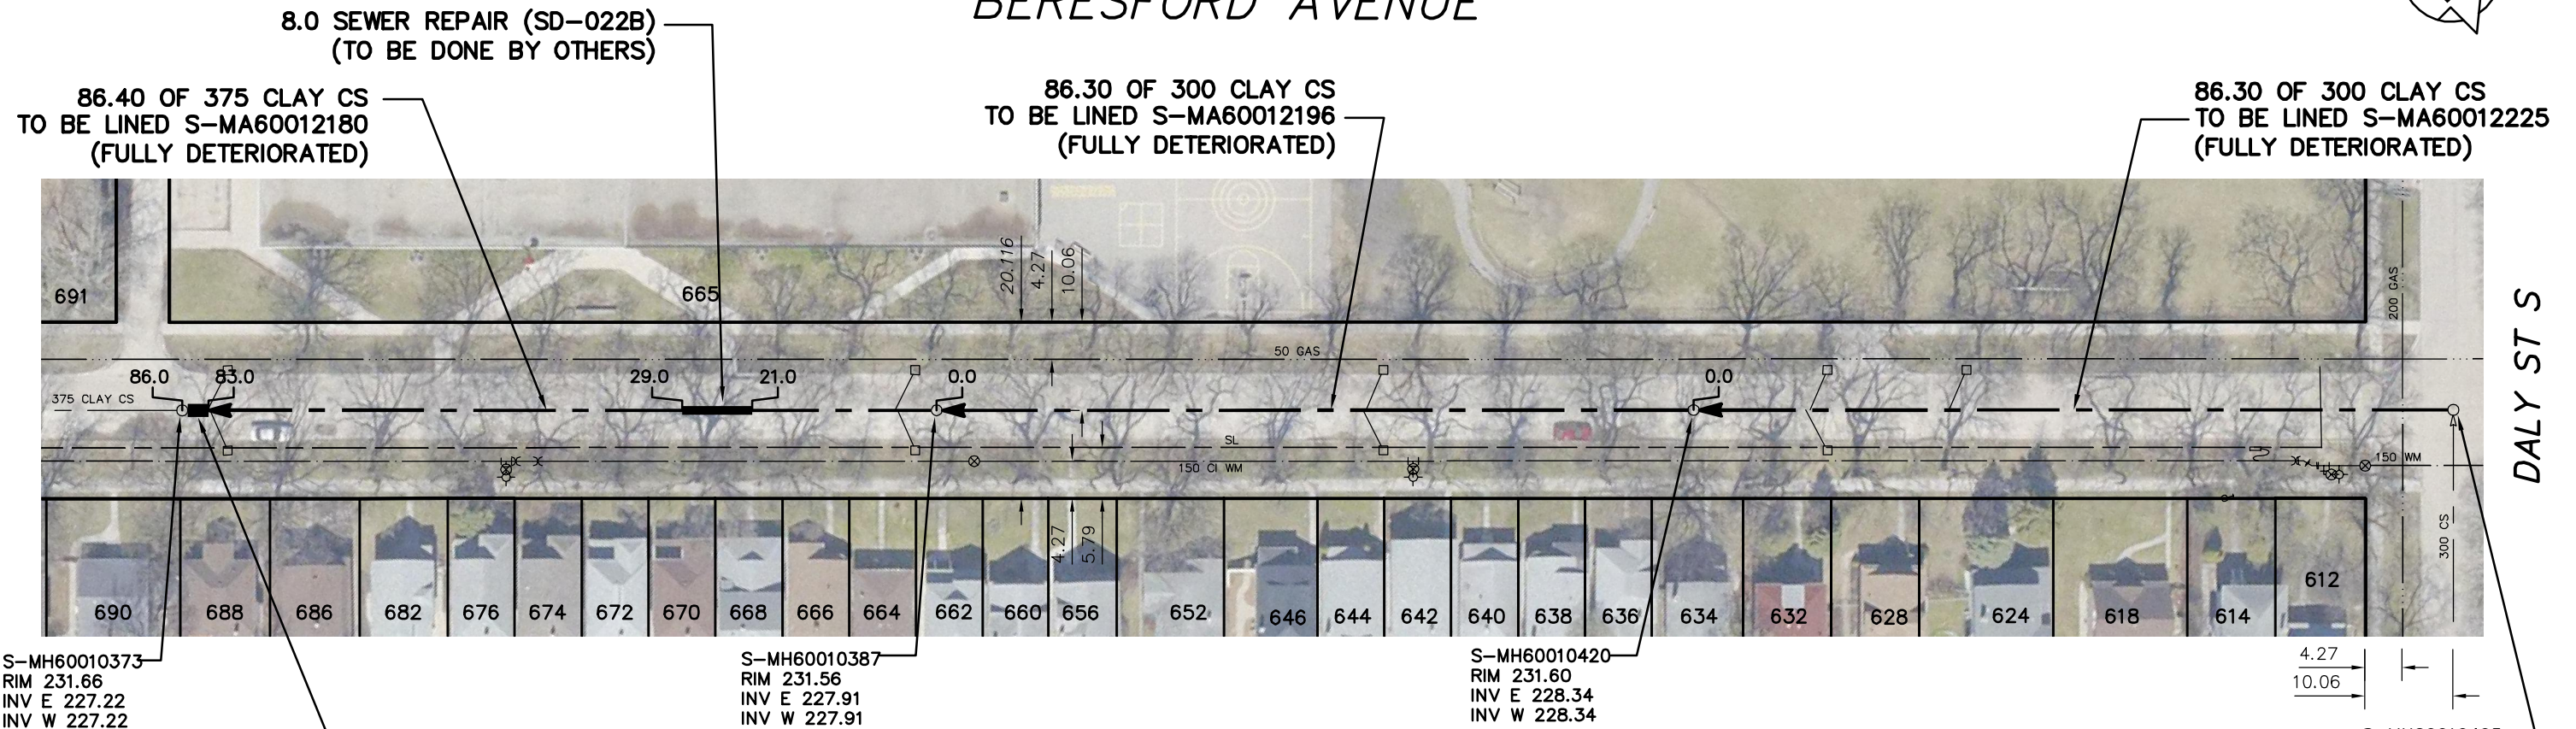 BERESFORD AVENUE
8.0 SEWER REPAIR (SD-022B)
(TO BE DONE BY OTHERS)
86.40 OF 375 CLAY CS
TO BE LINED S-MA60012180
(FULLY DETERIORATED)
86.30 OF 300 CLAY CS
TO BE LINED S-MA60012196
(FULLY DETERIORATED)
86.30 OF 300 CLAY CS
TO BE LINED S-MA60012225
(FULLY DETERIORATED)
691
665
20.116
4.27
10.06
200 GAS
DALY ST S
50 GAS
86.0
83.0
29.0
21.0
0.0
0.0
375 CLAY CS
SL
150 CI WM
150 WM
4.27
5.79
300 CS
690
688
686
682
676
674
672
670
668
666
664
662
660
656
652
646
644
642
640
638
636
634
632
628
624
618
614
612
S-MH60010373
RIM 231.66
INV E 227.22
INV W 227.22
S-MH60010387
RIM 231.56
INV E 227.91
INV W 227.91
S-MH60010420
RIM 231.60
INV E 228.34
INV W 228.34
4.27
10.06